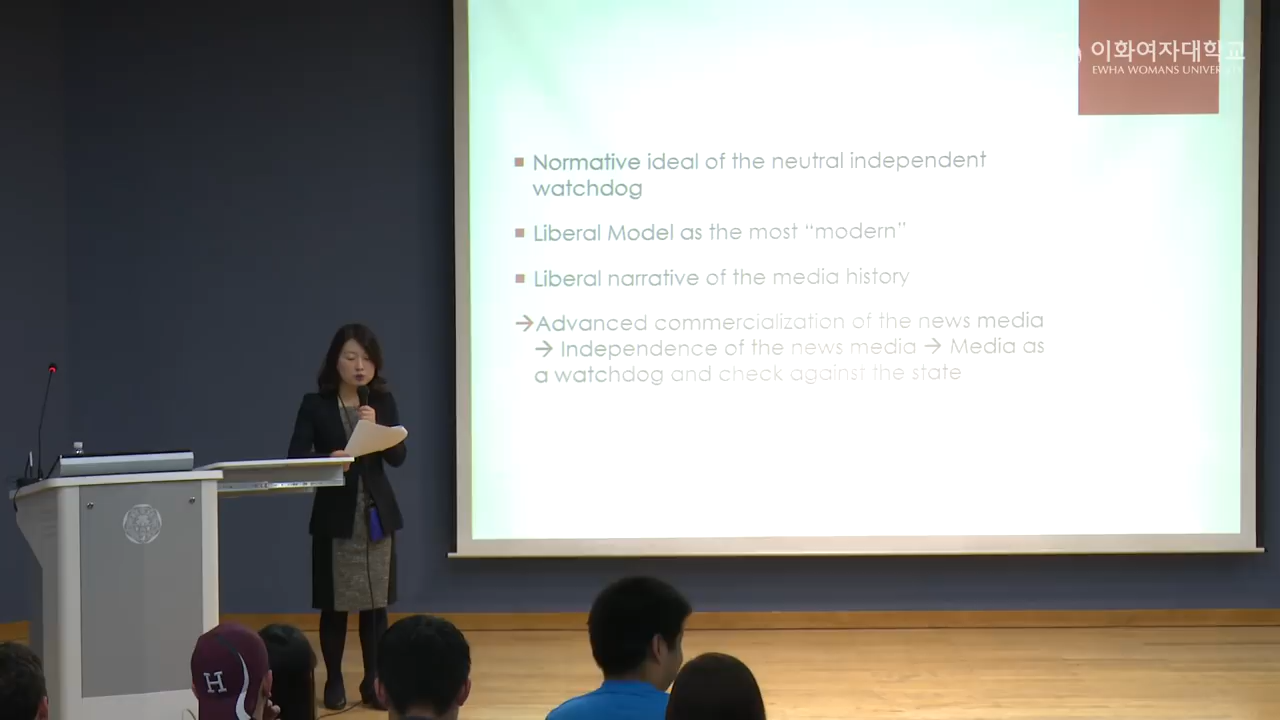 이화여자대학교
EWHA WOMANS UNIVERSITY
▪ Normative ideal of the neutral independent
watchdog
▪ Liberal Model as the most “modern”
▪ Liberal narrative of the media history
→Advanced commercialization of the news media
→ Independence of the news media → Media as
a watchdog and check against the state
H